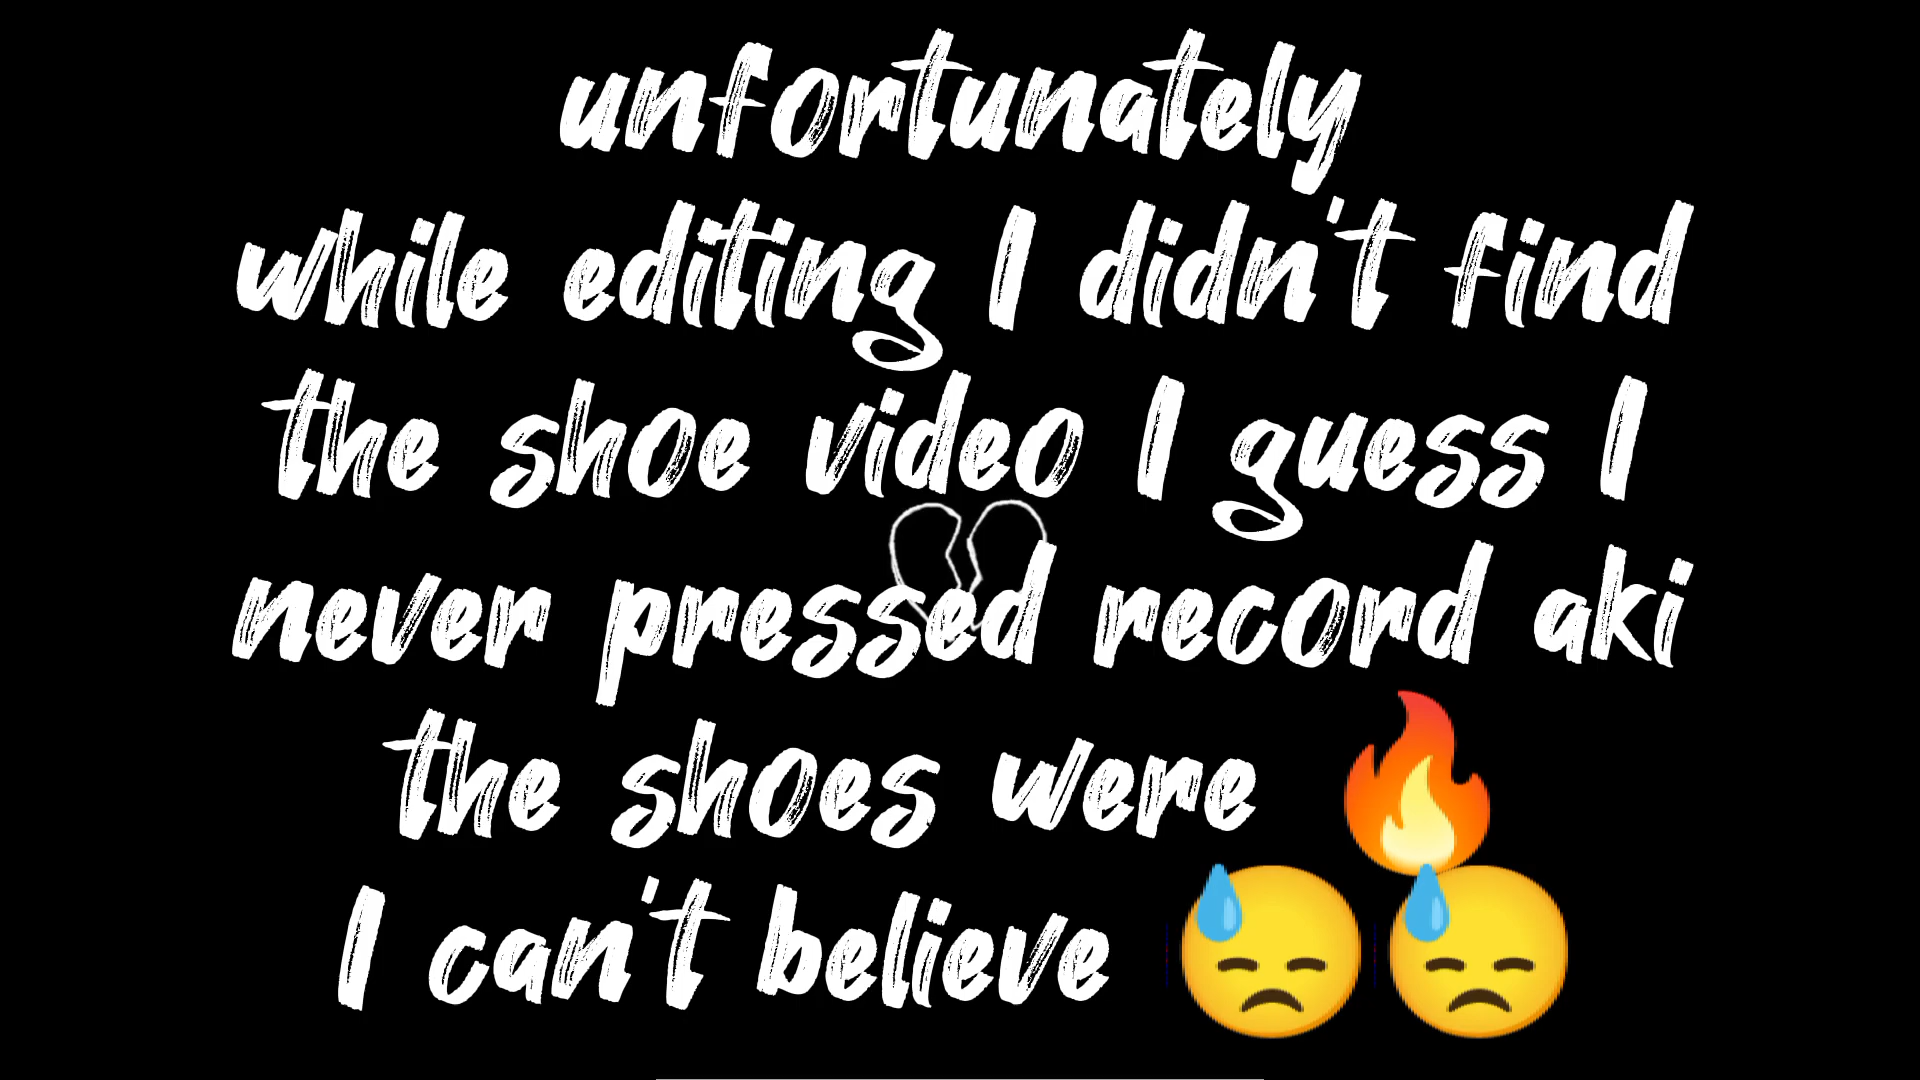 unfortunately
while editing I didn't find
the shoe video I guess I
never pressed record aki
the shoes were 🔥
I can't believe 😓😓